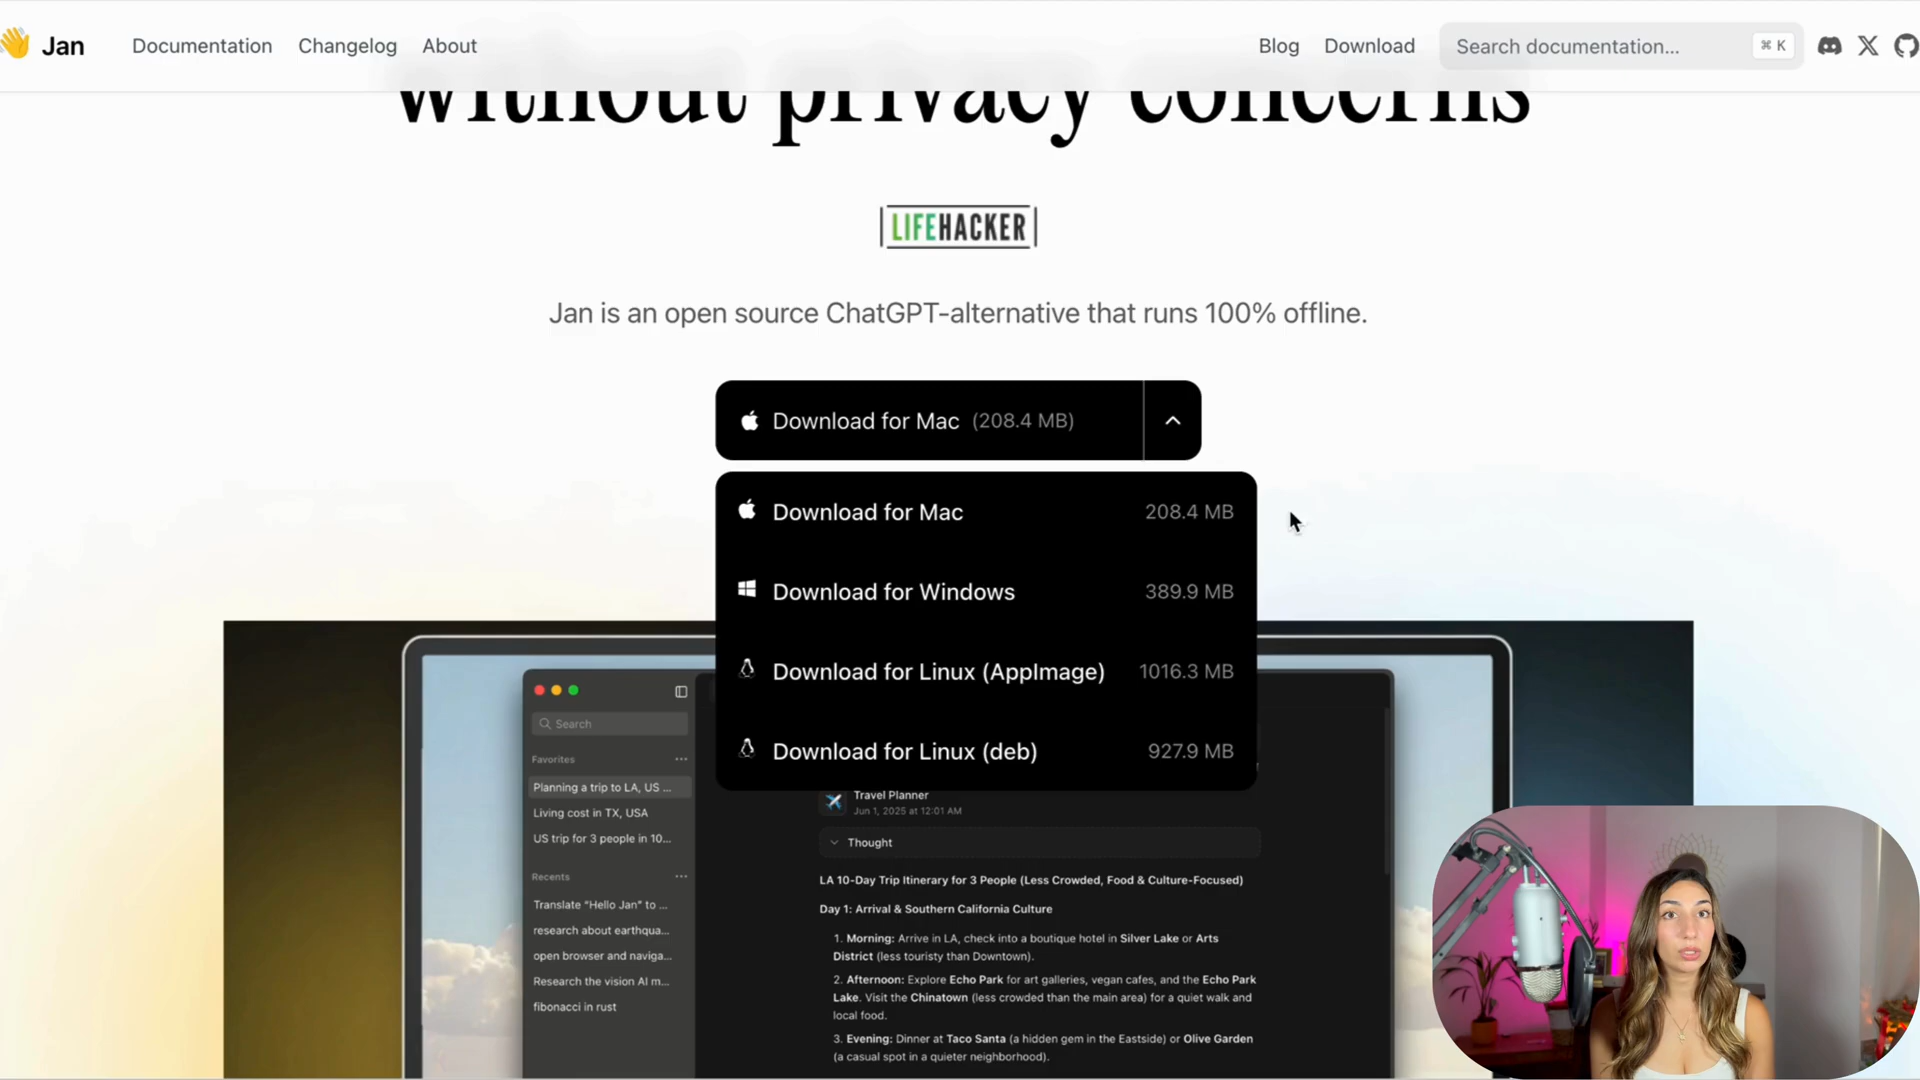 👋 Jan
Documentation
Changelog
About
Blog
Download
Search documentation...
⌘ K
without privacy concerns
LIFEHACKER
Jan is an open source ChatGPT-alternative that runs 100% offline.
Download for Mac (208.4 MB)
Download for Mac 208.4 MB
Download for Windows 389.9 MB
Download for Linux (AppImage) 1016.3 MB
Download for Linux (deb) 927.9 MB
Search
Favorites
Planning a trip to LA, US ...
Living cost in TX, USA
US trip for 3 people in 10...
Recents
Translate “Hello Jan” to ...
research about earthqua...
open browser and naviga...
Research the vision AI m...
fibonacci in rust
Travel Planner
Jun 1, 2025 at 12:01 AM
Thought
LA 10-Day Trip Itinerary for 3 People (Less Crowded, Food & Culture-Focused)
Day 1: Arrival & Southern California Culture
1. Morning: Arrive in LA, check into a boutique hotel in Silver Lake or Arts
District (less touristy than Downtown).
2. Afternoon: Explore Echo Park for art galleries, vegan cafes, and the Echo Park
Lake. Visit the Chinatown (less crowded than the main area) for a quiet walk and
local food.
3. Evening: Dinner at Taco Santa (a hidden gem in the Eastside) or Olive Garden
(a casual spot in a quieter neighborhood).